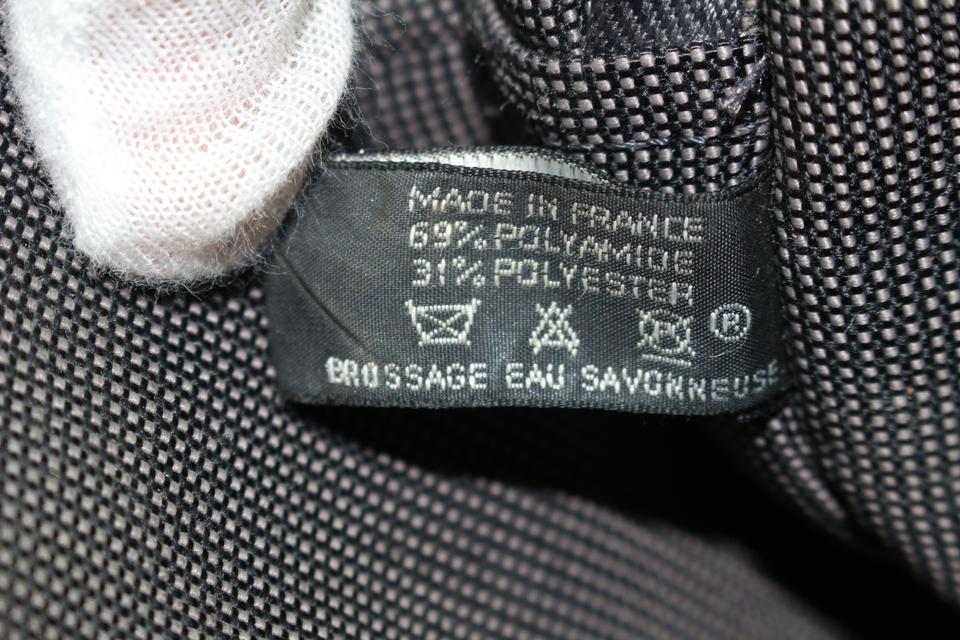 MADE IN FRANCE
69% POLYAMIDE
31% POLYESTER
®
BROSSAGE EAU SAVONNEUSE